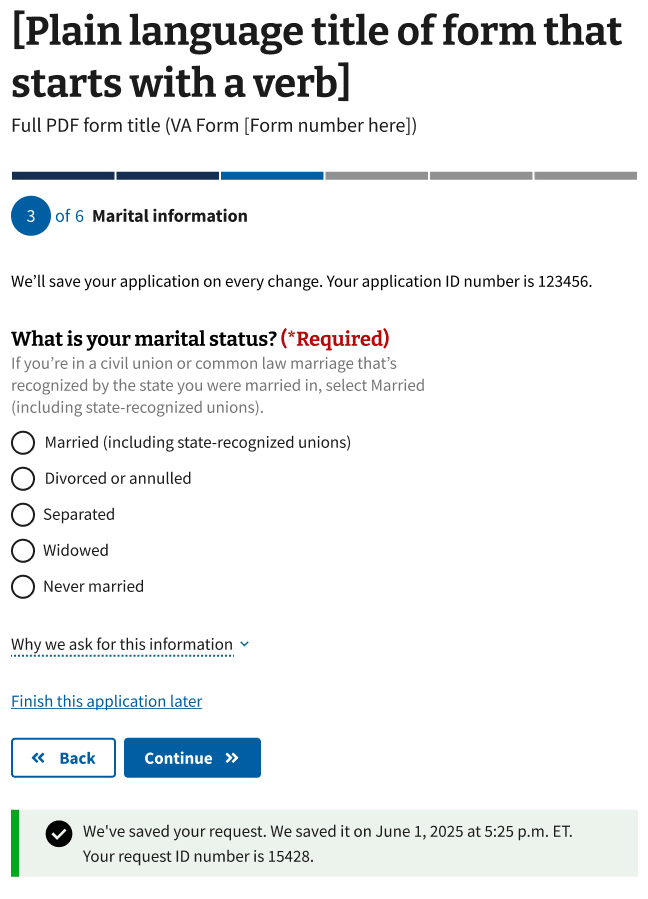 [Plain language title of form that
starts with a verb]
Full PDF form title (VA Form [Form number here])
3 of 6 Marital information
We’ll save your application on every change. Your application ID number is 123456.
What is your marital status? (*Required)
If you’re in a civil union or common law marriage that’s
recognized by the state you were married in, select Married
(including state-recognized unions).
Married (including state-recognized unions)
Divorced or annulled
Separated
Widowed
Never married
Why we ask for this information
Finish this application later
Back
Continue
We've saved your request. We saved it on June 1, 2025 at 5:25 p.m. ET.
Your request ID number is 15428.